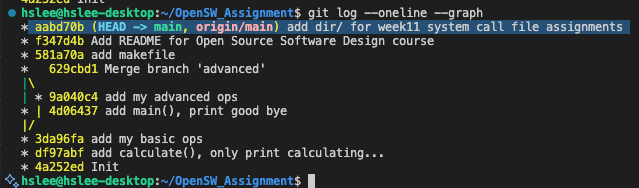 hslee@hslee-desktop:~/OpenSW_Assignment$ git log --oneline --graph
* aabd70b (HEAD -> main, origin/main) add dir/ for week11 system call file assignments
* f347d4b Add README for Open Source Software Design course
* 581a70a add makefile
*   629cbd1 Merge branch 'advanced'
|\
| * 9a040c4 add my advanced ops
* | 4d06437 add main(), print good bye
|/
* 3da96fa add my basic ops
* df97abf add calculate(), only print calculating...
* 4a252ed Init
hslee@hslee-desktop:~/OpenSW_Assignment$